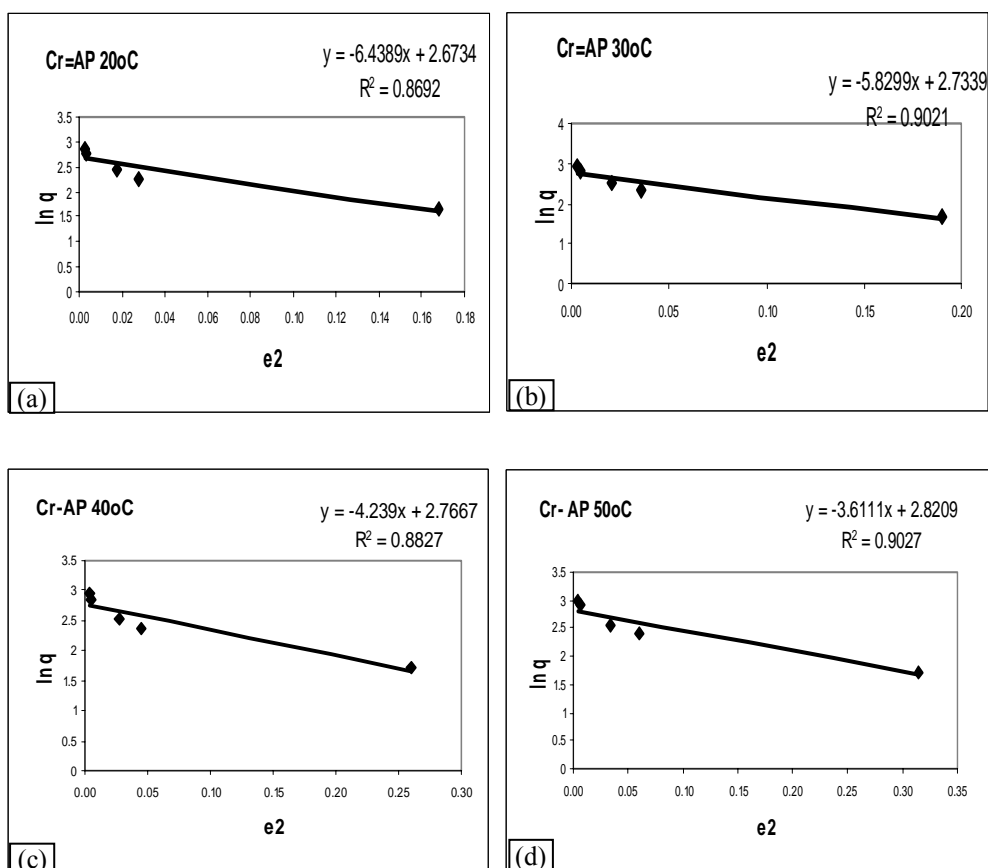 Cr=AP 20oC
y = -6.4389x + 2.6734
R² = 0.8692
3.5
3
2.5
2
1.5
1
0.5
0
ln q
0.00 0.02 0.04 0.06 0.08 0.10 0.12 0.14 0.16 0.18
e2
(a)
Cr=AP 30oC
y = -5.8299x + 2.7339
R² = 0.9021
4
3
2
1
0
ln q
0.00 0.05 0.10 0.15 0.20
e2
(b)
Cr-AP 40oC
y = -4.239x + 2.7667
R² = 0.8827
3.5
3
2.5
2
1.5
1
0.5
0
ln q
0.00 0.05 0.10 0.15 0.20 0.25 0.30
e2
(c)
Cr- AP 50oC
y = -3.6111x + 2.8209
R² = 0.9027
3.5
3
2.5
2
1.5
1
0.5
0
ln q
0.00 0.05 0.10 0.15 0.20 0.25 0.30 0.35
e2
(d)